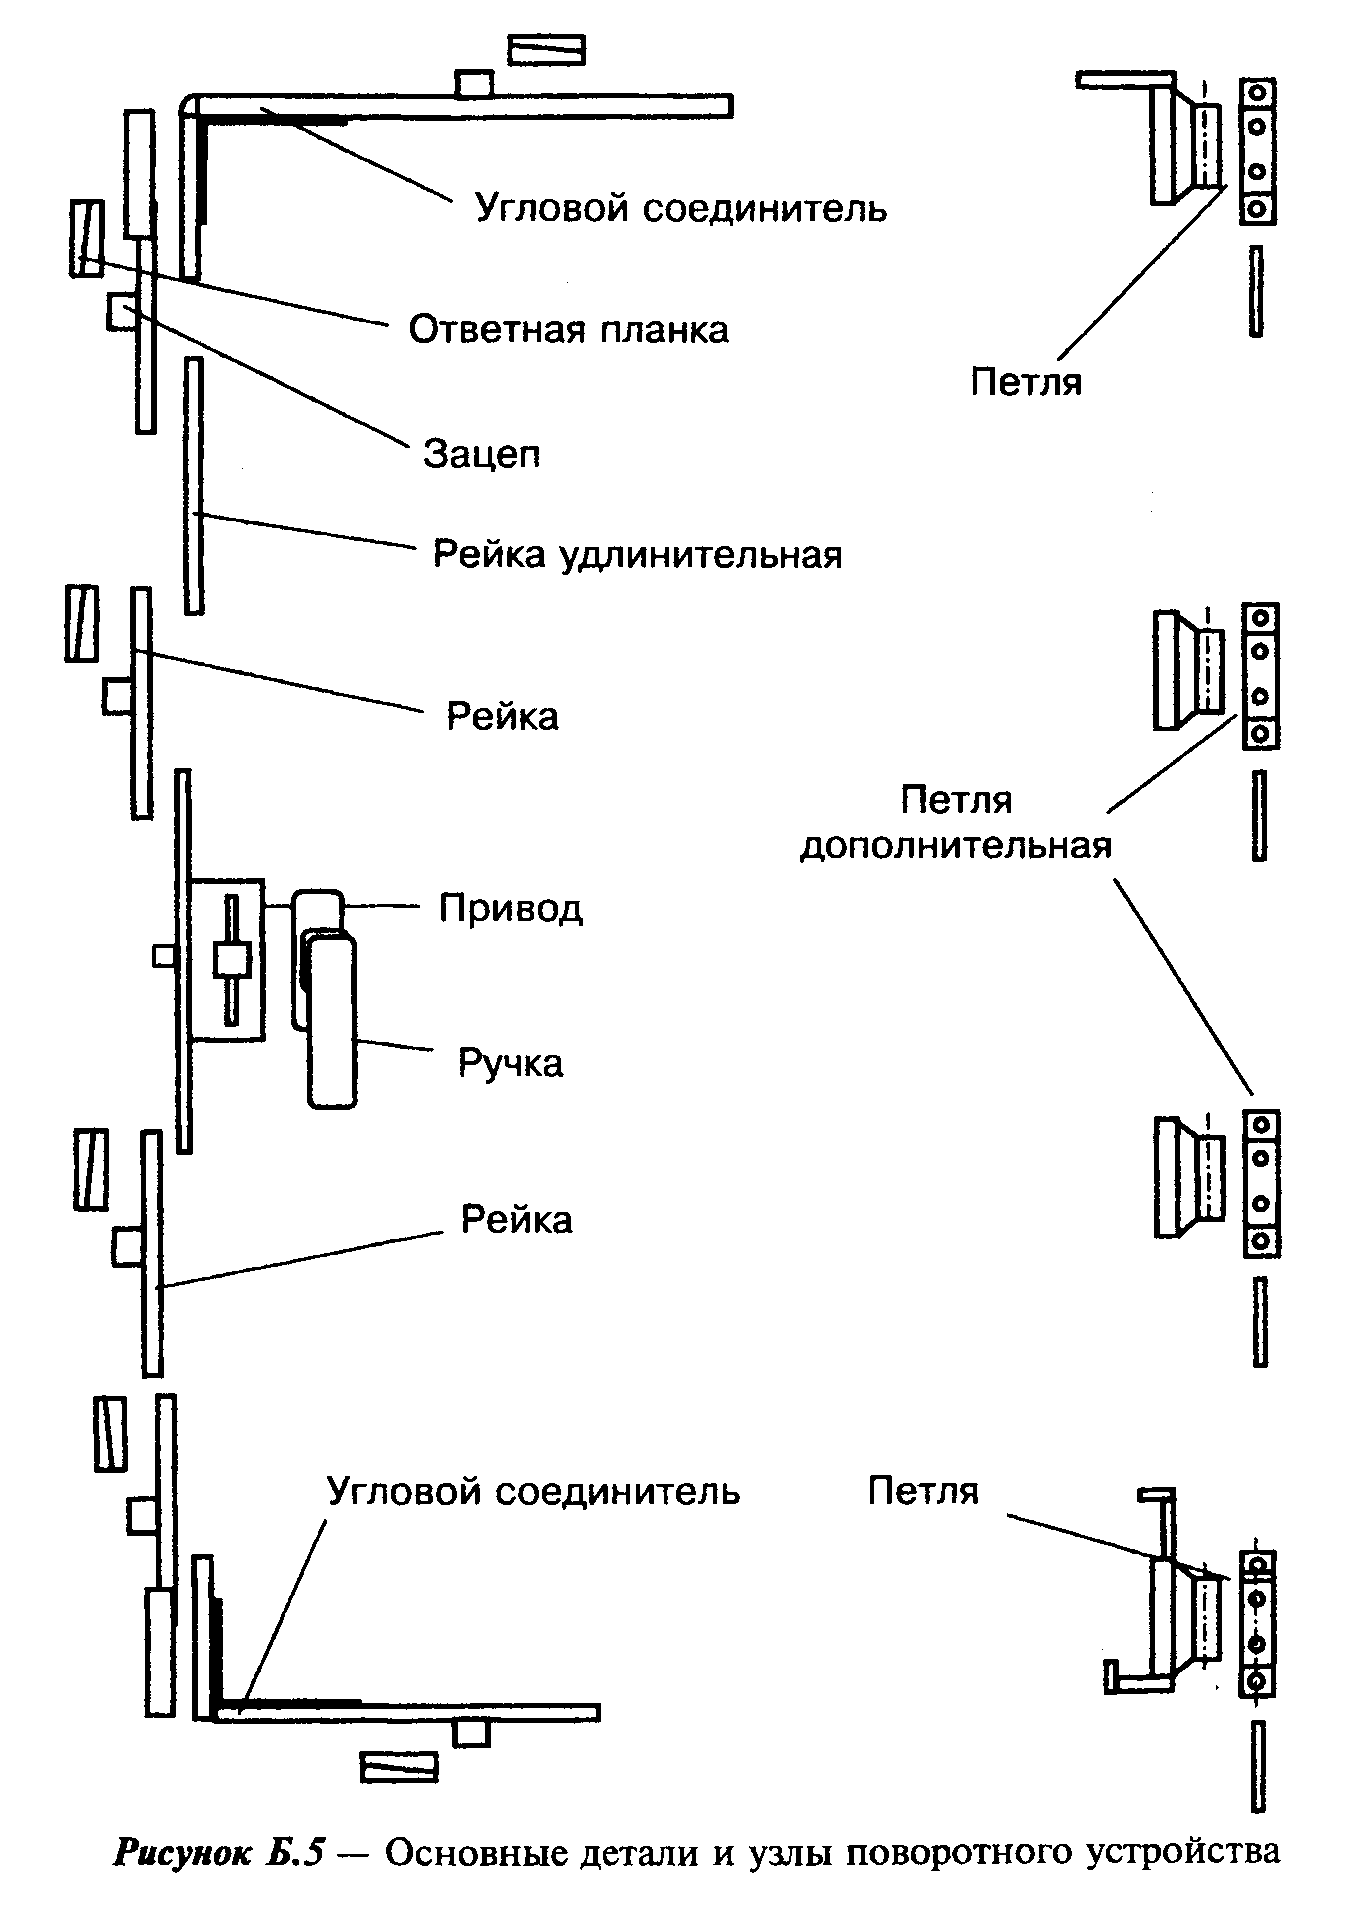 Угловой соединитель
Ответная планка
Петля
Зацеп
Рейка удлинительная
Рейка
Петля
дополнительная
Привод
Ручка
Рейка
Угловой соединитель
Петля
Рисунок Б.5 — Основные детали и узлы поворотного устройства